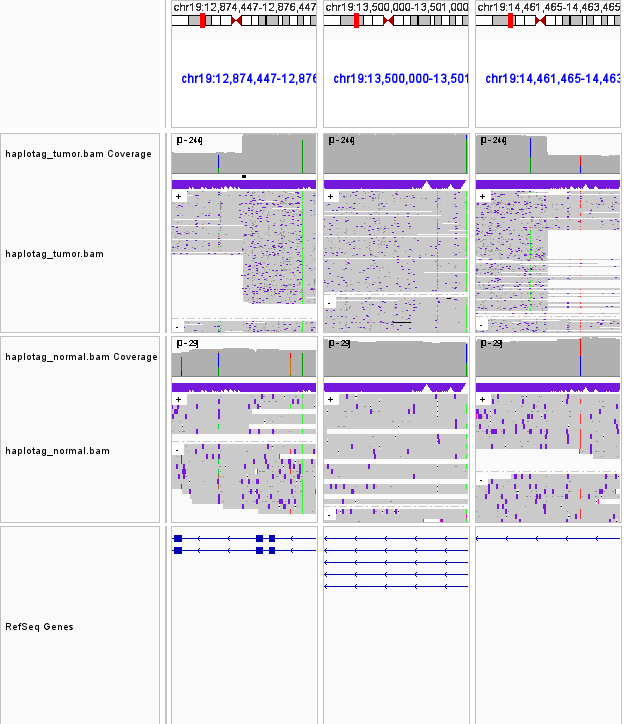 chr19:12,874,447-12,876,447
chr19:13,500,000-13,501,000
chr19:14,461,465-14,463,465
chr19:12,874,447-12,876
chr19:13,500,000-13,501
chr19:14,461,465-14,463
haplotag_tumor.bam Coverage
[0-244]
[0-244]
[0-244]
haplotag_tumor.bam
+
+
+
-
-
-
haplotag_normal.bam Coverage
[0-29]
[0-29]
[0-29]
haplotag_normal.bam
+
+
+
-
-
-
RefSeq Genes